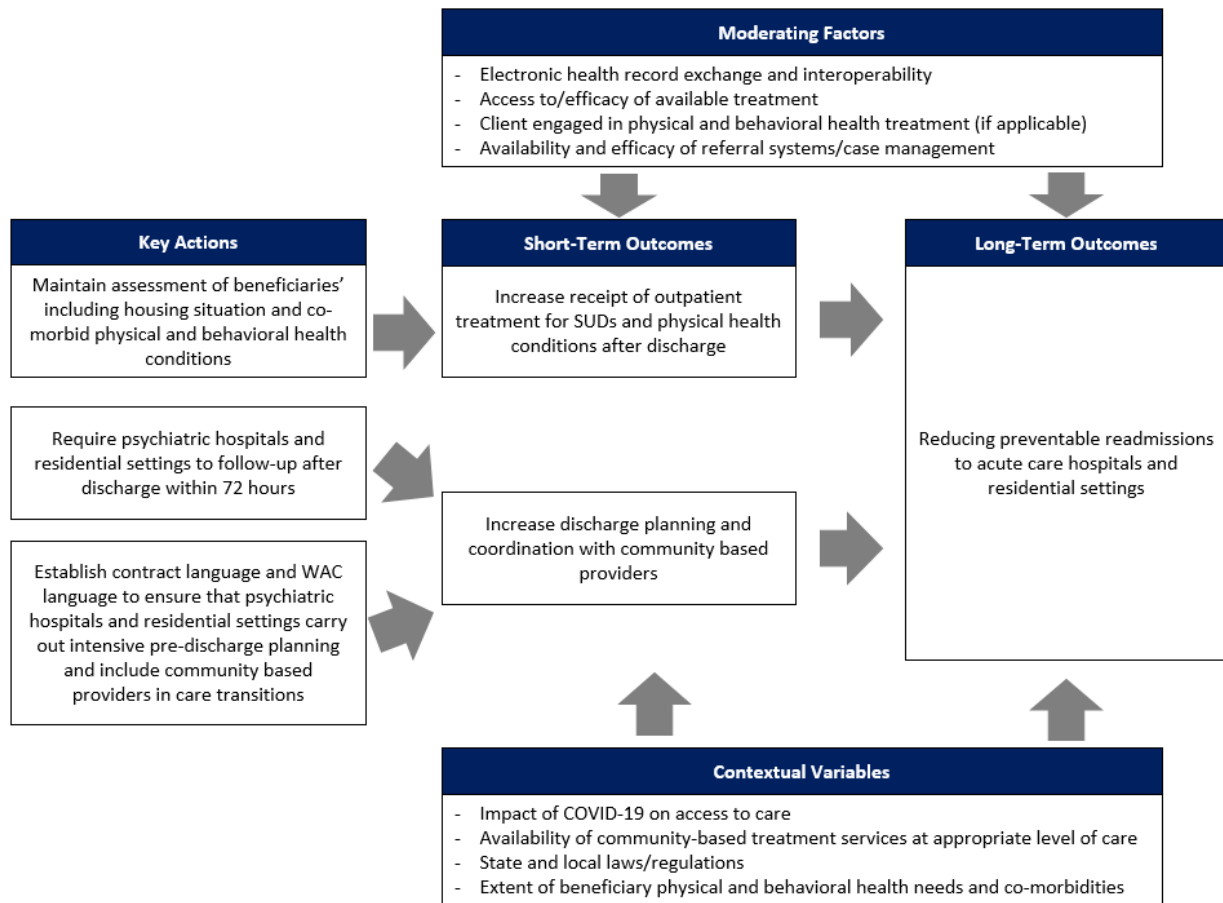 Moderating Factors
- Electronic health record exchange and interoperability
- Access to/efficacy of available treatment
- Client engaged in physical and behavioral health treatment (if applicable)
- Availability and efficacy of referral systems/case management
Key Actions
Maintain assessment of beneficiaries’
including housing situation and co-
morbid physical and behavioral health
conditions
Require psychiatric hospitals and
residential settings to follow-up after
discharge within 72 hours
Establish contract language and WAC
language to ensure that psychiatric
hospitals and residential settings carry
out intensive pre-discharge planning
and include community based
providers in care transitions
Short-Term Outcomes
Increase receipt of outpatient
treatment for SUDs and physical health
conditions after discharge
Increase discharge planning and
coordination with community based
providers
Long-Term Outcomes
Reducing preventable readmissions
to acute care hospitals and
residential settings
Contextual Variables
- Impact of COVID-19 on access to care
- Availability of community-based treatment services at appropriate level of care
- State and local laws/regulations
- Extent of beneficiary physical and behavioral health needs and co-morbidities